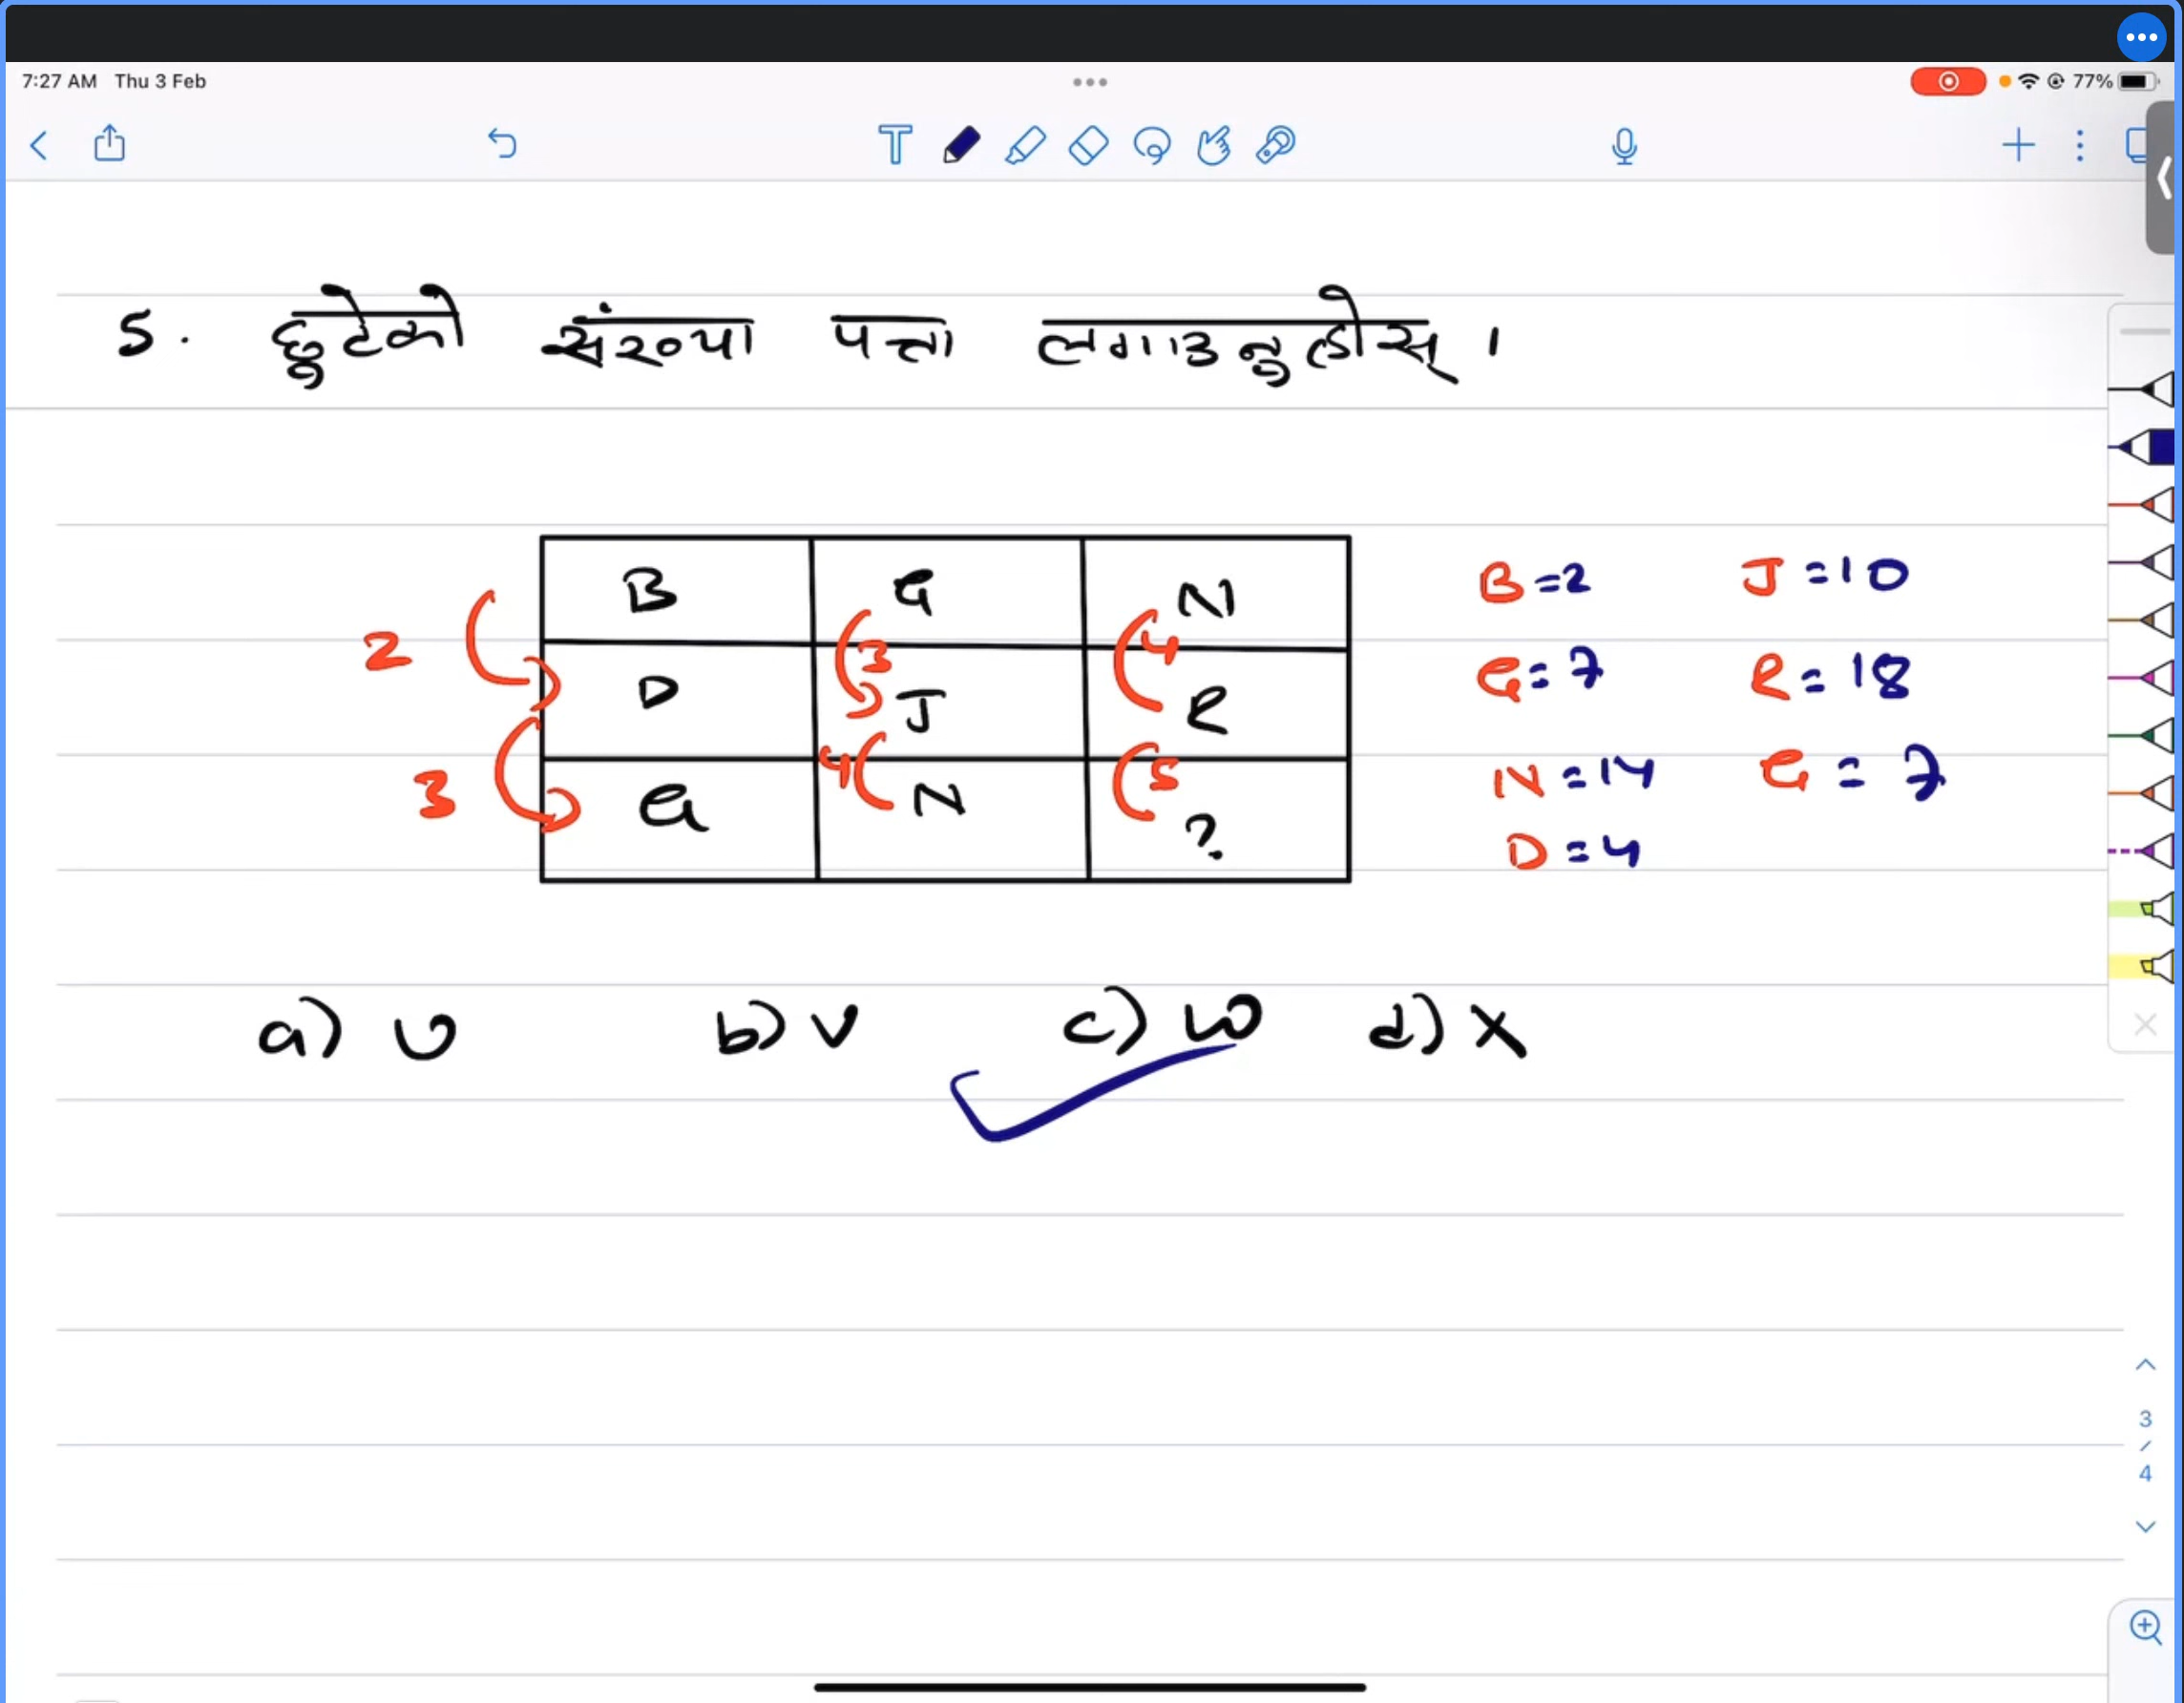 7:27 AM Thu 3 Feb
77%
5. छुटेको संख्या पत्ता लगाउनुहोस् ।
B G N B=2 J=10
2 3 4
D J R G=7 R=18
3 4 5
G N ? N=14 G=7
D=4
a) U b) V c) W d) X
3
/
4